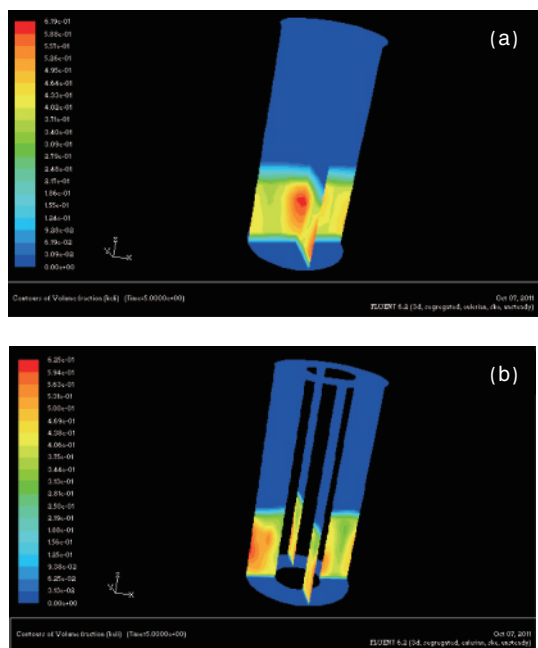 (a)
6.19e-01
5.88e-01
5.57e-01
5.26e-01
4.95e-01
4.64e-01
4.33e-01
4.02e-01
3.71e-01
3.40e-01
3.09e-01
2.79e-01
2.48e-01
2.17e-01
1.86e-01
1.55e-01
1.24e-01
9.28e-02
6.19e-02
3.09e-02
0.00e+00
Z
Y
X
Contours of Volume fraction (kcli) (Time=5.0000e+00)
Oct 07, 2011
FLUENT 6.2 (3d, segregated, eulerian, ske, unsteady)
(b)
6.25e-01
5.94e-01
5.63e-01
5.31e-01
5.00e-01
4.69e-01
4.38e-01
4.06e-01
3.75e-01
3.44e-01
3.13e-01
2.81e-01
2.50e-01
2.19e-01
1.88e-01
1.56e-01
1.25e-01
9.38e-02
6.25e-02
3.13e-02
0.00e+00
Z
Y
X
Contours of Volume fraction (kcli) (Time=5.0000e+00)
Oct 07, 2011
FLUENT 6.2 (3d, segregated, eulerian, ske, unsteady)